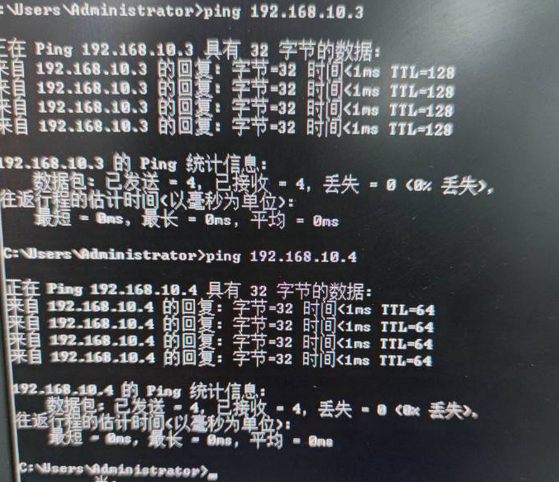 :\Users\Administrator>ping 192.168.10.3
正在 Ping 192.168.10.3 具有 32 字节的数据:
来自 192.168.10.3 的回复: 字节=32 时间<1ms TTL=128
来自 192.168.10.3 的回复: 字节=32 时间<1ms TTL=128
来自 192.168.10.3 的回复: 字节=32 时间<1ms TTL=128
来自 192.168.10.3 的回复: 字节=32 时间<1ms TTL=128
192.168.10.3 的 Ping 统计信息:
数据包: 已发送 = 4, 已接收 = 4, 丢失 = 0 (0% 丢失),
往返行程的估计时间(以毫秒为单位):
最短 = 0ms, 最长 = 0ms, 平均 = 0ms
C:\Users\Administrator>ping 192.168.10.4
正在 Ping 192.168.10.4 具有 32 字节的数据:
来自 192.168.10.4 的回复: 字节=32 时间<1ms TTL=64
来自 192.168.10.4 的回复: 字节=32 时间<1ms TTL=64
来自 192.168.10.4 的回复: 字节=32 时间<1ms TTL=64
来自 192.168.10.4 的回复: 字节=32 时间<1ms TTL=64
192.168.10.4 的 Ping 统计信息:
数据包: 已发送 = 4, 已接收 = 4, 丢失 = 0 (0% 丢失),
往返行程的估计时间(以毫秒为单位):
最短 = 0ms, 最长 = 0ms, 平均 = 0ms
C:\Users\Administrator>_